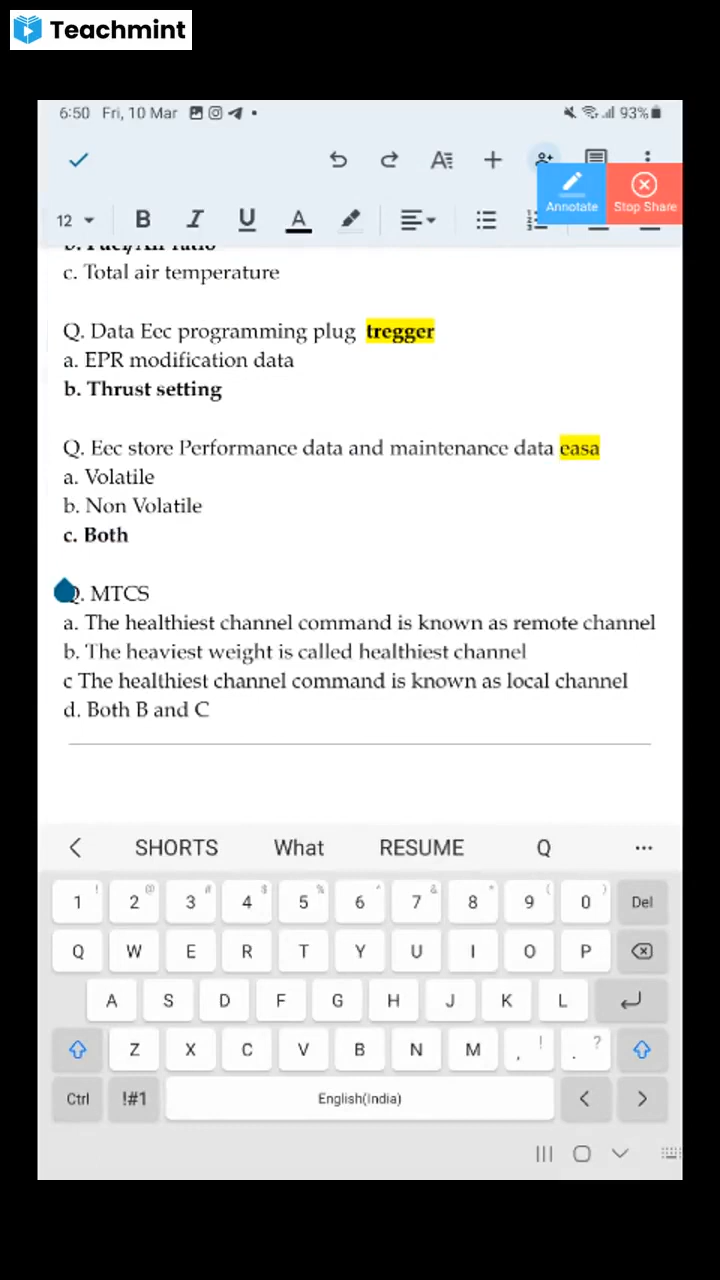 Teachmint
6:50 Fri, 10 Mar
93%
Annotate
Stop Share
12 B I U A
b. Fuel/Air ratio
c. Total air temperature
Q. Data Eec programming plug tregger
a. EPR modification data
b. Thrust setting
Q. Eec store Performance data and maintenance data easa
a. Volatile
b. Non Volatile
c. Both
Q. MTCS
a. The healthiest channel command is known as remote channel
b. The heaviest weight is called healthiest channel
c The healthiest channel command is known as local channel
d. Both B and C
SHORTS What RESUME Q ...
1 ! 2 @ 3 # 4 $ 5 % 6 ^ 7 & 8 * 9 ( 0 ) Del
Q W E R T Y U I O P
A S D F G H J K L
Z X C V B N M , ! . ?
Ctrl !#1 English(India) < >